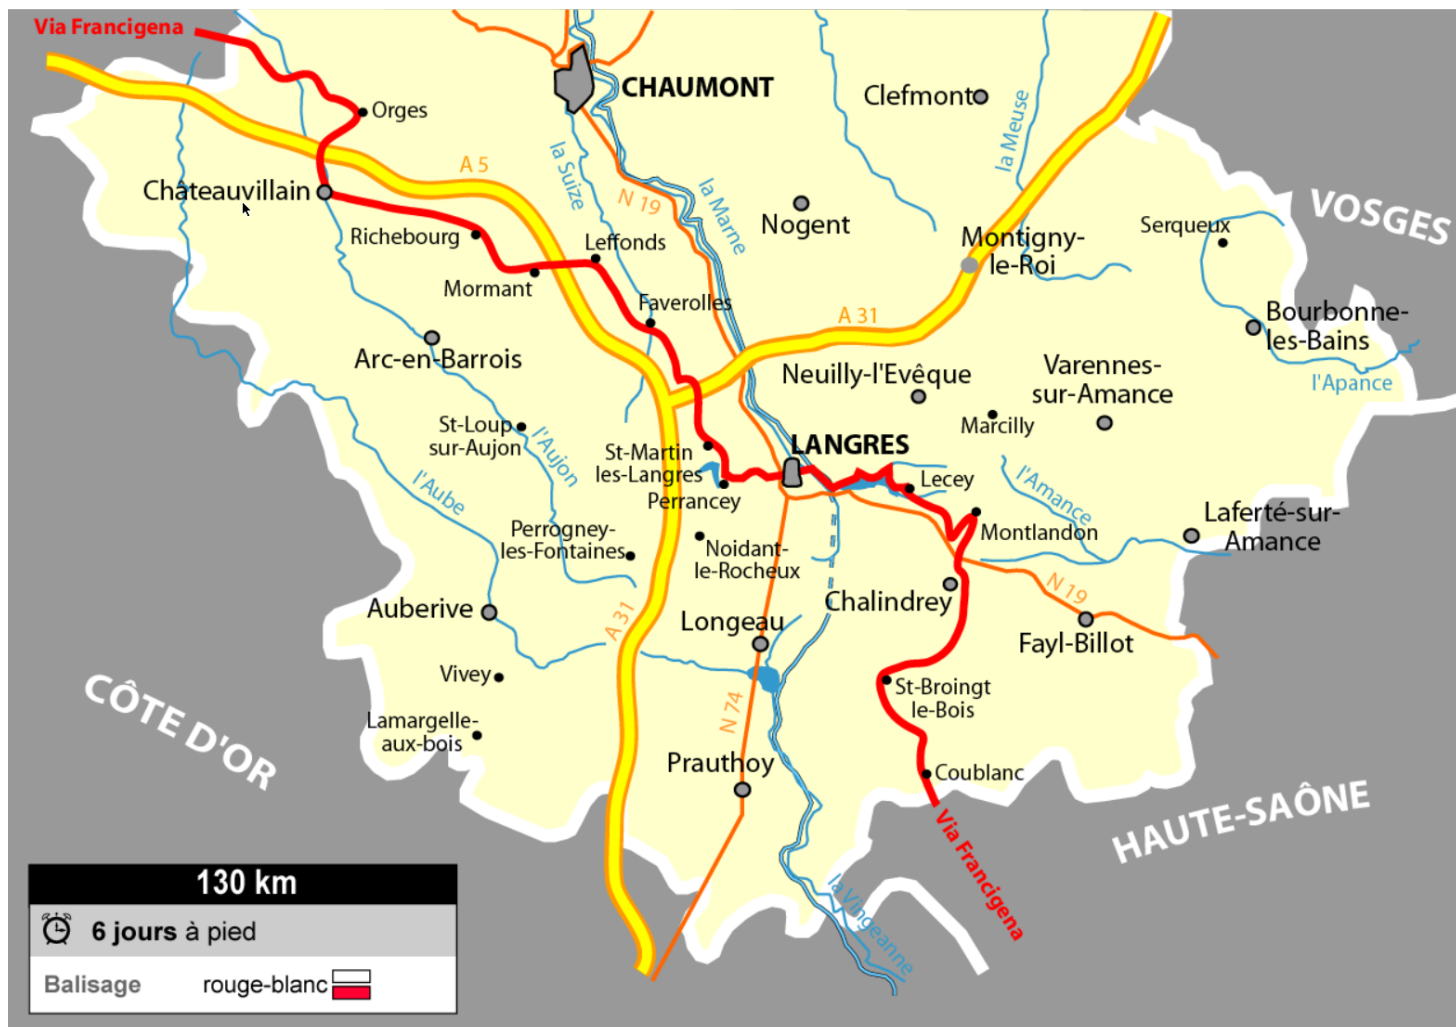 Via Francigena
Orges
CHAUMONT
Clefmont
la Meuse
A 5
la Suize
N 19
la Marne
Châteauvillain
Nogent
VOSGES
Serqueux
Richebourg
Leffonds
Montigny-
le-Roi
Mormant
Faverolles
A 31
Bourbonne-
les-Bains
Arc-en-Barrois
Neuilly-l'Evêque
Varennes-
sur-Amance
l'Apance
St-Loup
sur-Aujon
l'Aujon
Marcilly
St-Martin
les-Langres
LANGRES
l'Aube
Perrancey
Lecey
l'Amance
Laferté-sur-
Amance
Perrogney-
les-Fontaines
Noidant-
le-Rocheux
Montlandon
Auberive
A 31
Longeau
Chalindrey
N 19
Fayl-Billot
Vivey
St-Broingt
le-Bois
CÔTE D'OR
Lamargelle-
aux-bois
N 74
Prauthoy
Coublanc
HAUTE-SAÔNE
Via Francigena
la Vingeanne
130 km
6 jours à pied
Balisage rouge-blanc